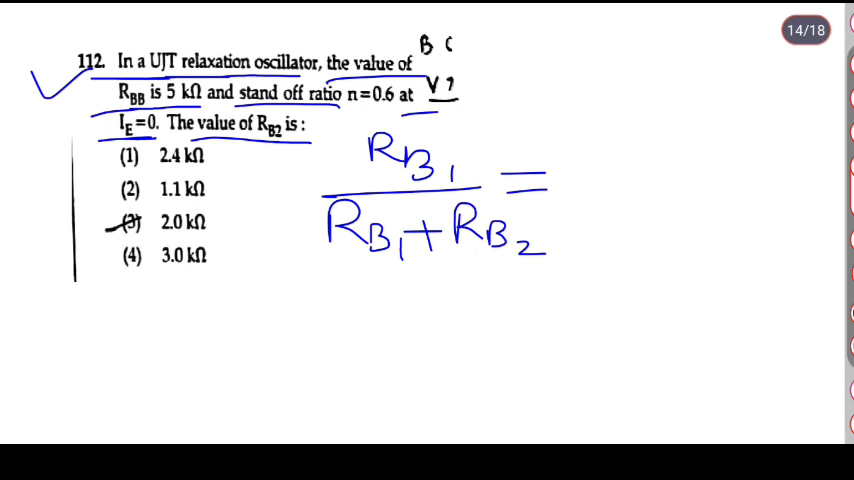 14/18
B
112. In a UJT relaxation oscillator, the value of
R_BB is 5 kΩ and stand off ratio n=0.6 at
V ?
I_E=0. The value of R_B2 is :
(1) 2.4 kΩ
(2) 1.1 kΩ
(3) 2.0 kΩ
(4) 3.0 kΩ
R_B1 =
R_B1 + R_B2